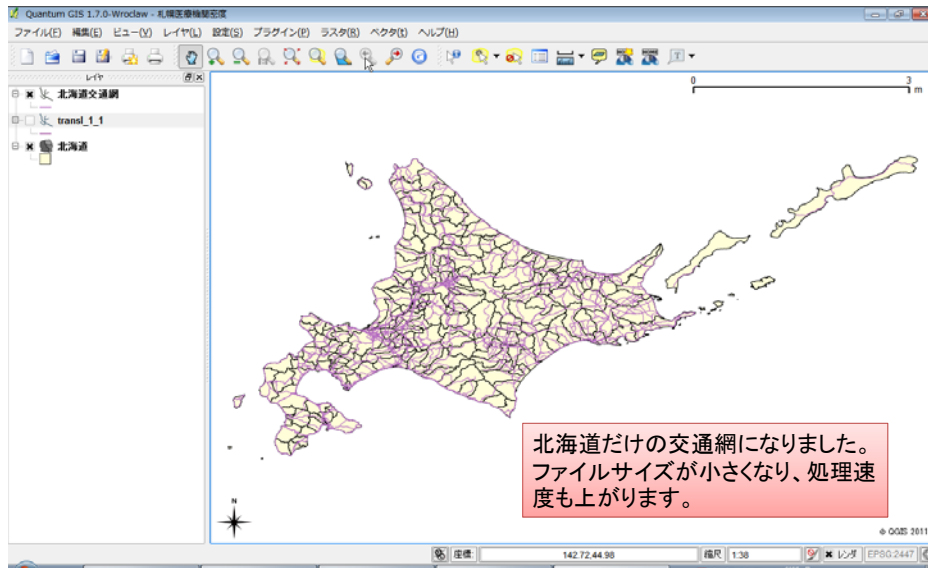 Quantum GIS 1.7.0-Wroclaw - 札幌医療機関密度
ファイル(F) 編集(E) ビュー(V) レイヤ(L) 設定(S) プラグイン(P) ラスタ(R) ベクタ(t) ヘルプ(H)
レイヤ
北海道交通網
transl_1_1
北海道
0 3
m
北海道だけの交通網になりました。
ファイルサイズが小さくなり、処理速
度も上がります。
N
© QGIS 2011
座標: 142.72,44.98 縮尺 1:38 レンダ EPSG:2447